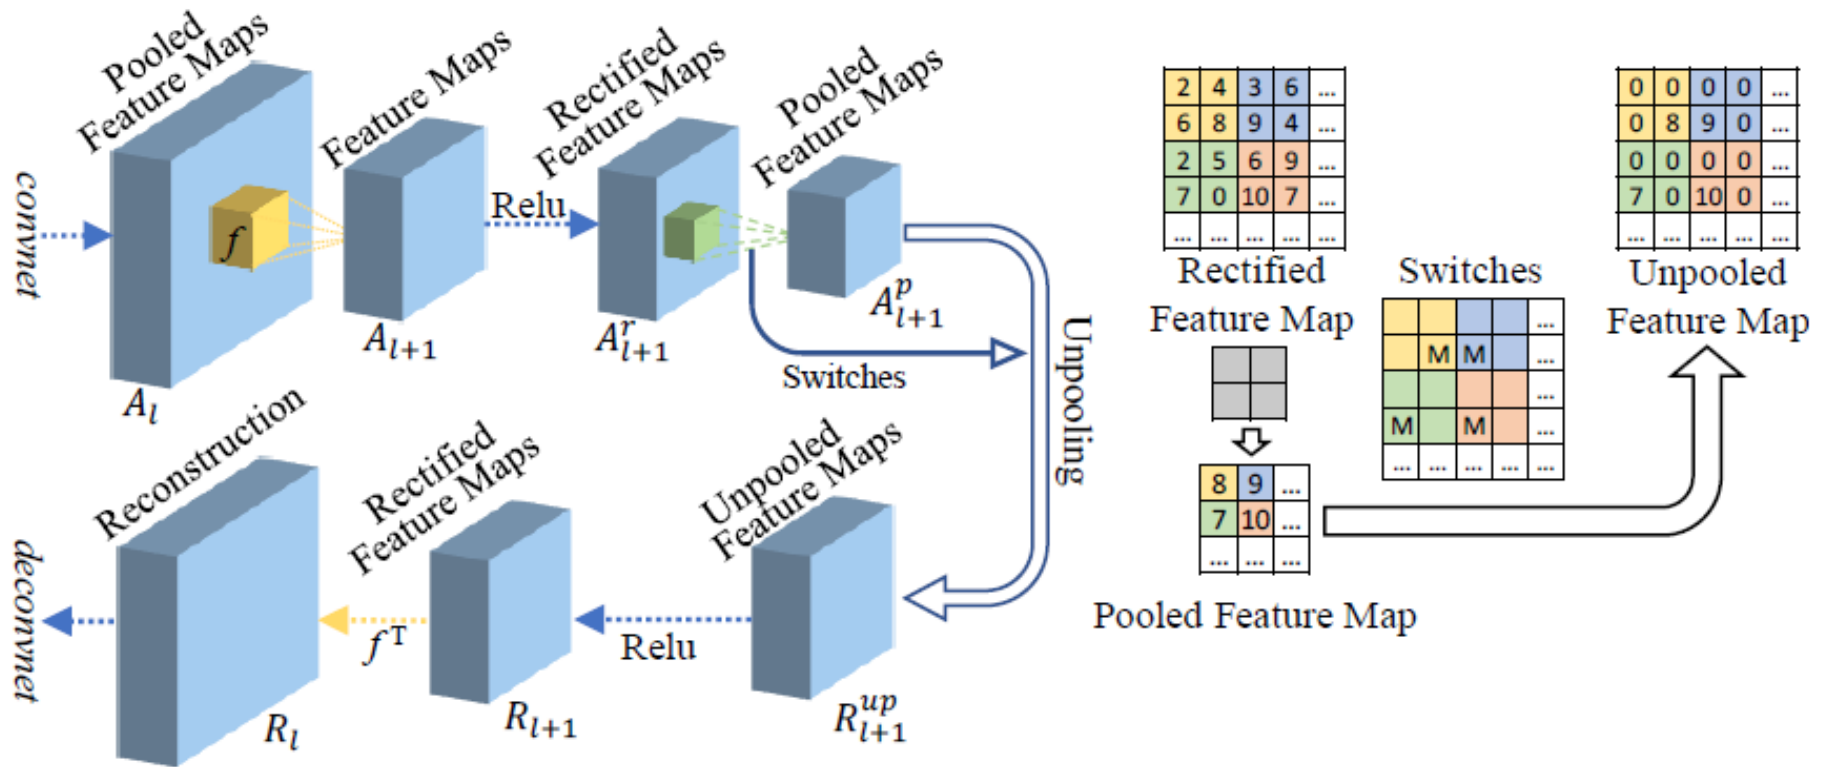 Pooled
Feature Maps
Feature Maps
Rectified
Feature Maps
Pooled
Feature Maps
convnet
f
Relu
A_l
A_{l+1}
A^r_{l+1}
A^p_{l+1}
Switches
Unpooling
Reconstruction
Rectified
Feature Maps
Unpooled
Feature Maps
deconvnet
f^T
Relu
R_l
R_{l+1}
R^{up}_{l+1}
2 4 3 6 ...
6 8 9 4 ...
2 5 6 9 ...
7 0 10 7 ...
... ... ... ... ...
Rectified
Feature Map
8 9 ...
7 10 ...
... ... ...
Pooled Feature Map
Switches
...
M M ...
...
M M ...
... ... ... ... ...
0 0 0 0 ...
0 8 9 0 ...
0 0 0 0 ...
7 0 10 0 ...
... ... ... ... ...
Unpooled
Feature Map